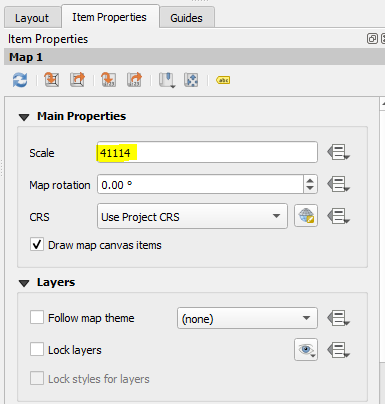 Layout Item Properties Guides
Item Properties
Map 1
abc
Main Properties
Scale 41114
Map rotation 0.00 °
CRS Use Project CRS
Draw map canvas items
Layers
Follow map theme (none)
Lock layers
Lock styles for layers